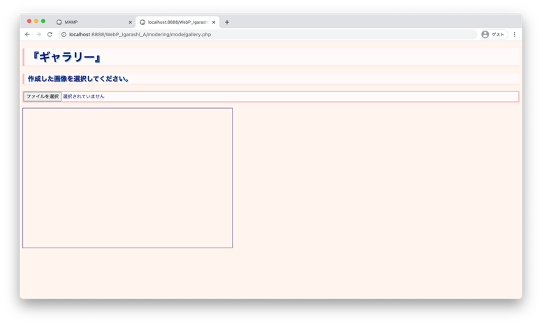 MAMP
localhost:8888/WebP_Igarashi
localhost:8888/WebP_Igarashi_A/modering/mode/gallery.php
ゲスト
『ギャラリー』
作成した画像を選択してください。
ファイルを選択 選択されていません